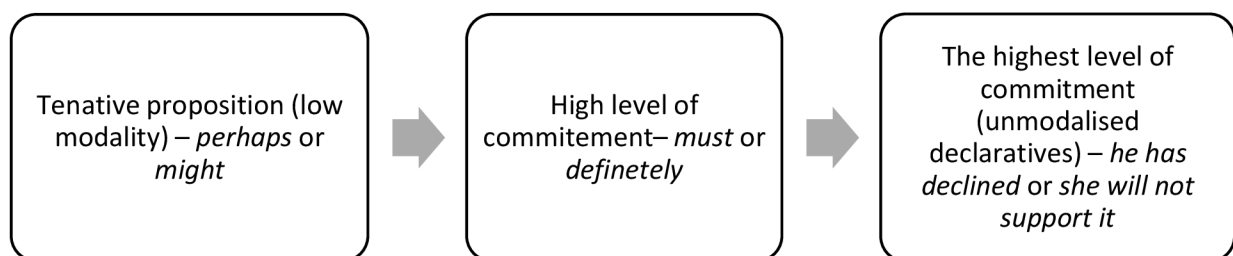 Tenative proposition (low
modality) – perhaps or
might
High level of
commitement– must or
definetely
The highest level of
commitment
(unmodalised
declaratives) – he has
declined or she will not
support it